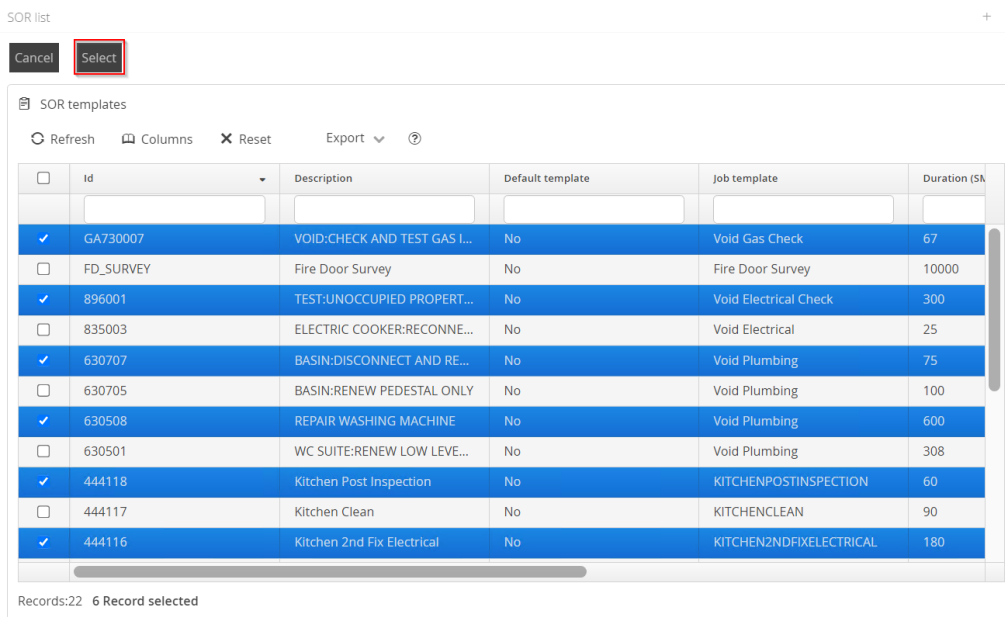 SOR list +
Cancel Select
SOR templates
Refresh Columns Reset Export ?
Id Description Default template Job template Duration (SM
GA730007 VOID:CHECK AND TEST GAS I... No Void Gas Check 67
FD_SURVEY Fire Door Survey No Fire Door Survey 10000
896001 TEST:UNOCCUPIED PROPERT... No Void Electrical Check 300
835003 ELECTRIC COOKER:RECONNE... No Void Electrical 25
630707 BASIN:DISCONNECT AND RE... No Void Plumbing 75
630705 BASIN:RENEW PEDESTAL ONLY No Void Plumbing 100
630508 REPAIR WASHING MACHINE No Void Plumbing 600
630501 WC SUITE:RENEW LOW LEVE... No Void Plumbing 308
444118 Kitchen Post Inspection No KITCHENPOSTINSPECTION 60
444117 Kitchen Clean No KITCHENCLEAN 90
444116 Kitchen 2nd Fix Electrical No KITCHEN2NDFIXELECTRICAL 180
Records:22 6 Record selected